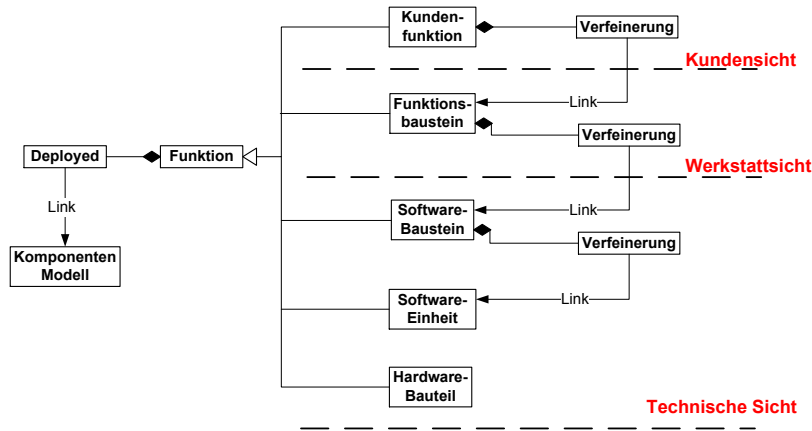 Kunden-
funktion
Verfeinerung
Kundensicht
Funktions-
baustein
Link
Verfeinerung
Deployed
Funktion
Werkstattsicht
Link
Software-
Baustein
Link
Komponenten
Modell
Verfeinerung
Software-
Einheit
Link
Hardware-
Bauteil
Technische Sicht